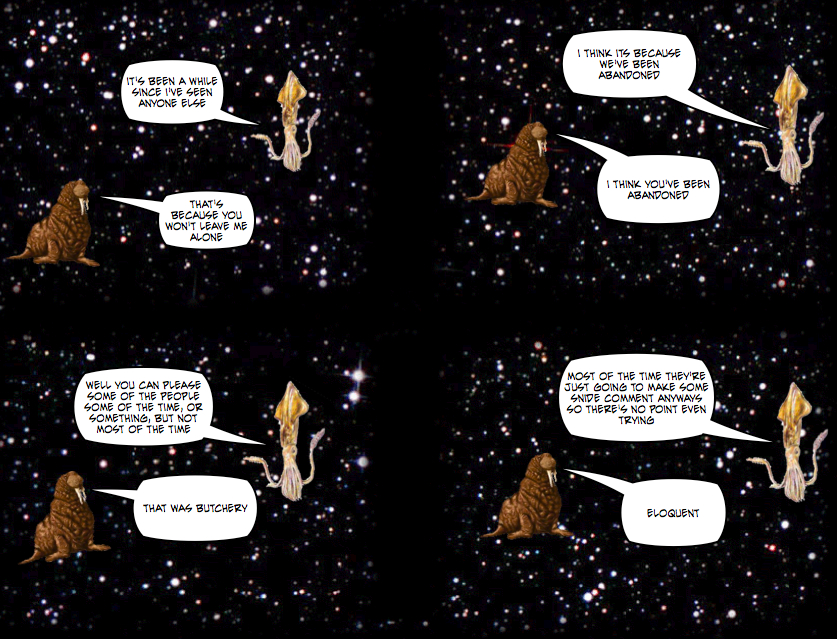 IT'S BEEN A WHILE
SINCE I'VE SEEN
ANYONE ELSE
THAT'S
BECAUSE YOU
WON'T LEAVE ME
ALONE
I THINK ITS BECAUSE
WE'VE BEEN
ABANDONED
I THINK YOU'VE BEEN
ABANDONED
WELL YOU CAN PLEASE
SOME OF THE PEOPLE
SOME OF THE TIME, OR
SOMETHING, BUT NOT
MOST OF THE TIME
THAT WAS BUTCHERY
MOST OF THE TIME THEY'RE
JUST GOING TO MAKE SOME
SNIDE COMMENT ANYWAYS
SO THERE'S NO POINT EVEN
TRYING
ELOQUENT